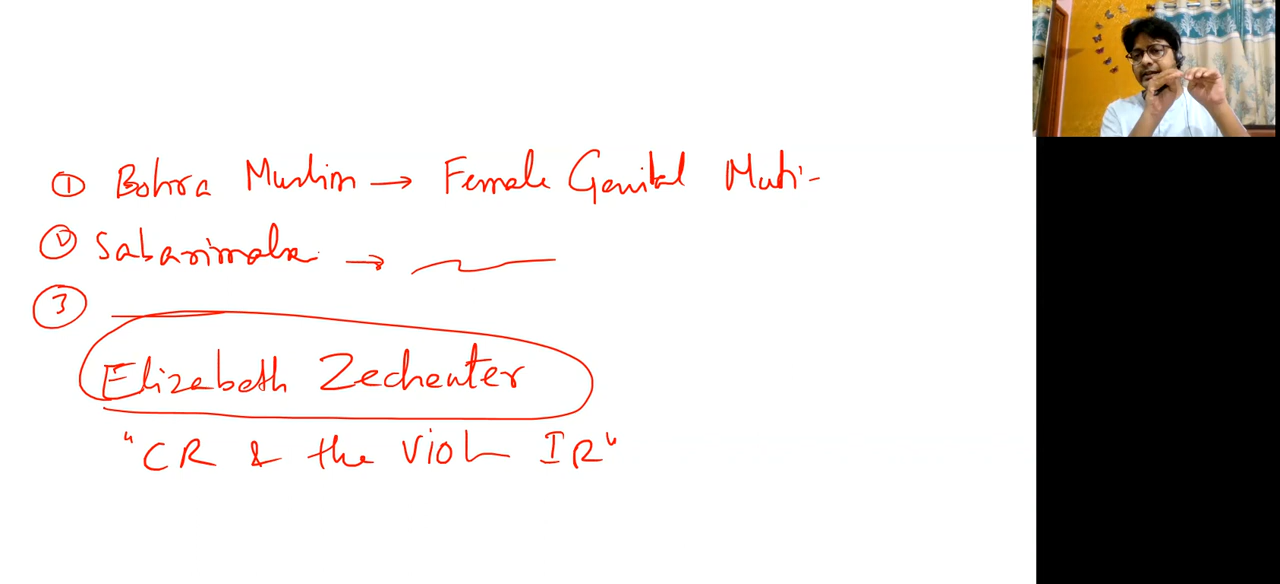 ① Bohra Muslim → Female Genital Muti-
② Sabarimala →
③
Elizabeth Zechenter
"CR & the Viol IR"